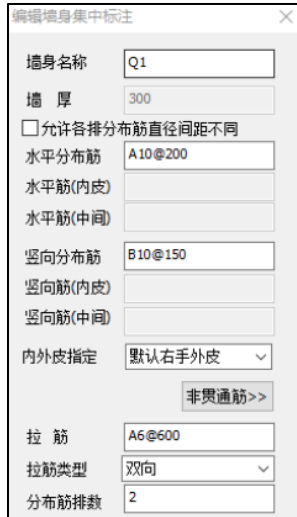 编辑墙身集中标注
墙身名称 Q1
墙 厚 300
允许各排分布筋直径间距不同
水平分布筋 A10@200
水平筋(内皮)
水平筋(中间)
竖向分布筋 B10@150
竖向筋(内皮)
竖向筋(中间)
内外皮指定 默认右手外皮
非贯通筋>>
拉 筋 A6@600
拉筋类型 双向
分布筋排数 2